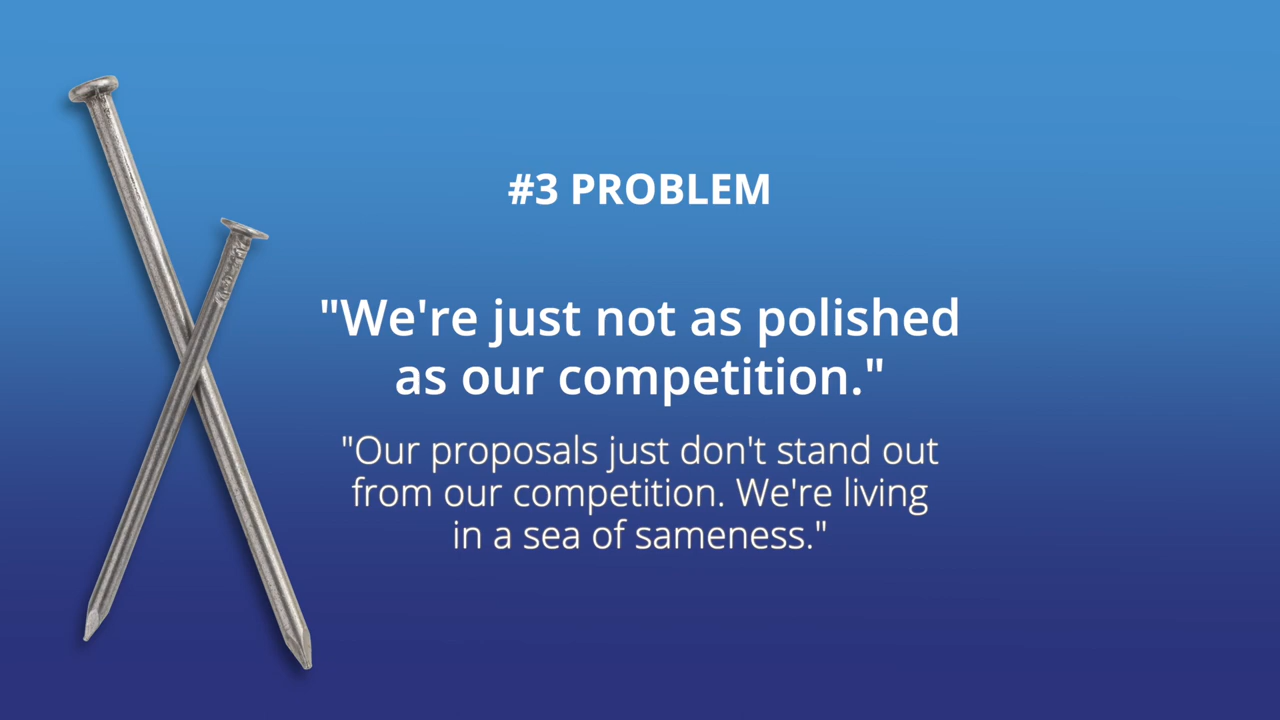 #3 PROBLEM
"We're just not as polished
as our competition."
"Our proposals just don't stand out
from our competition. We're living
in a sea of sameness."